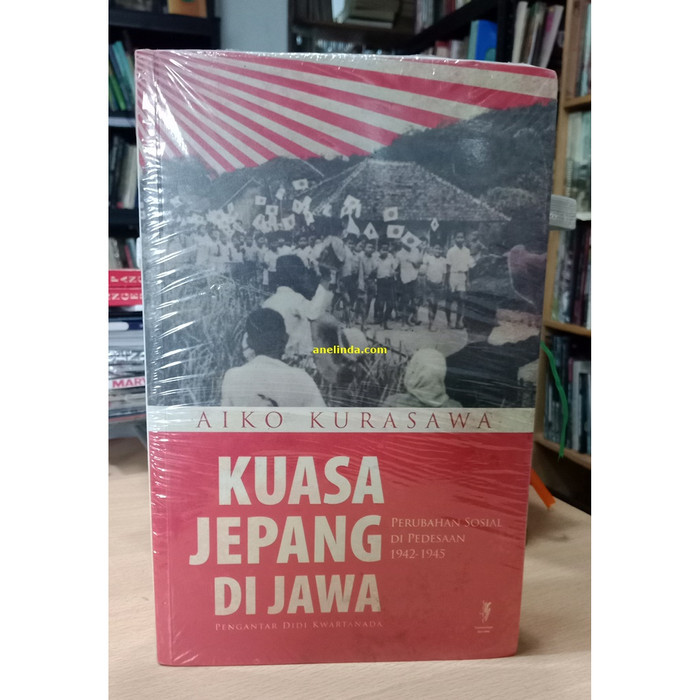 anelinda.com
AIKO KURASAWA
KUASA
JEPANG
DI JAWA
PERUBAHAN SOSIAL
DI PEDESAAN
1942-1945
PENGANTAR DIDI KWARTANADA